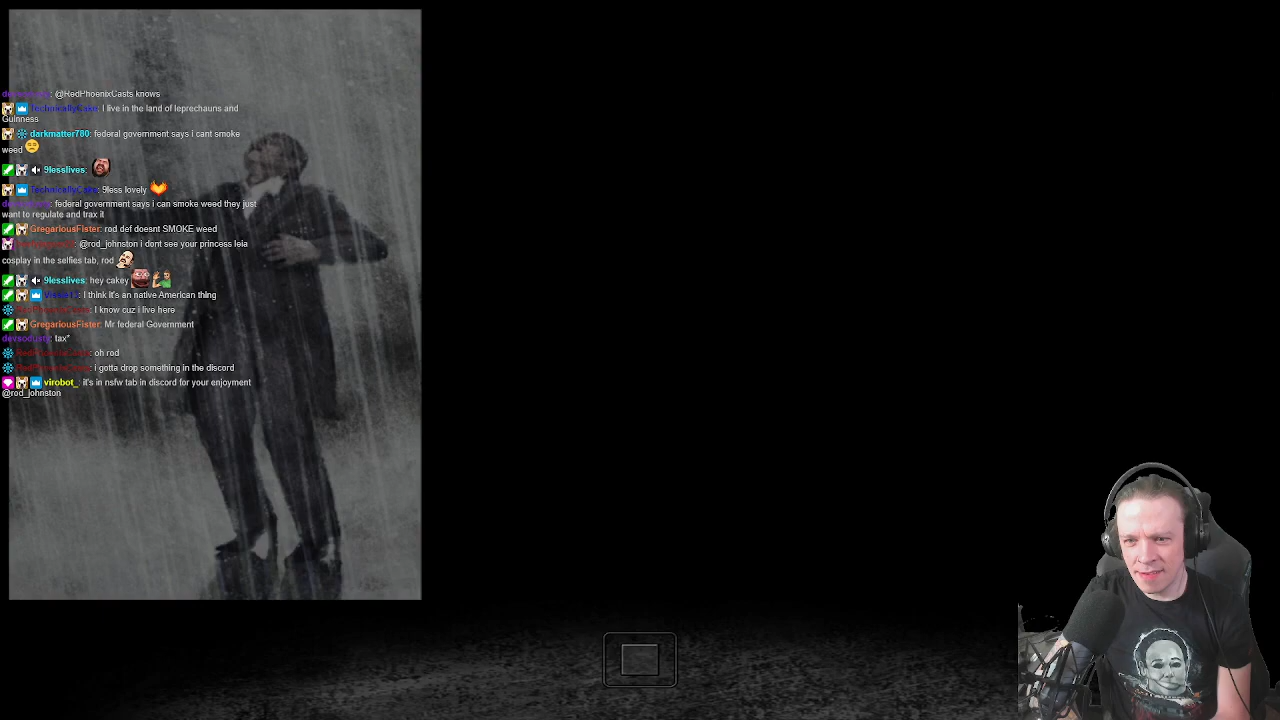 @RedPhoenixCasts knows
TechnicallyCake: I live in the land of leprechauns and
Guinness
darkmatter780: federal government says i cant smoke
weed
9lesslives:
TechnicallyCake: 9less lovely
federal government says i can smoke weed they just
want to regulate and trax it
GregariousFister: rod def doesnt SMOKE weed
@rod_johnston i dont see your princess leia
cosplay in the selfies tab, rod
9lesslives: hey cakey
I think it's an native American thing
I know cuz i live here
GregariousFister: Mr federal Government
devsodusty: tax*
oh rod
i gotta drop something in the discord
virobot_: it's in nsfw tab in discord for your enjoyment
@rod_johnston